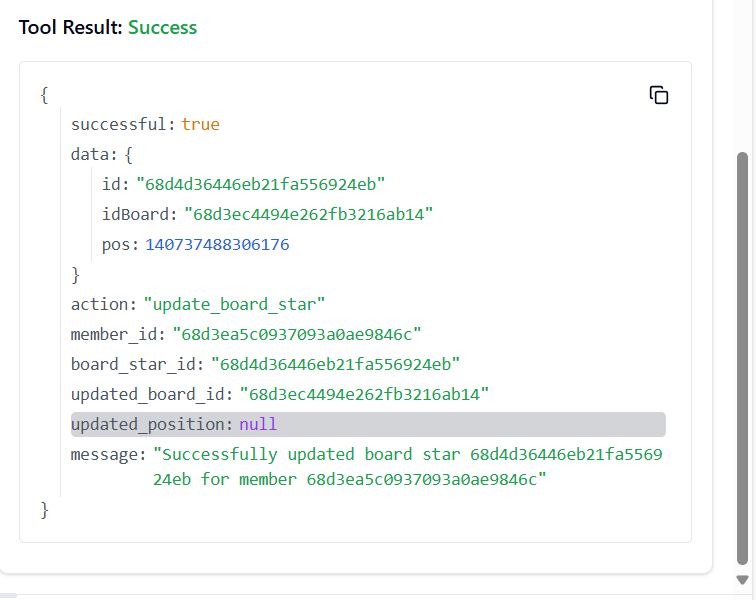 Tool Result: Success
{
successful: true
data: {
id: "68d4d36446eb21fa556924eb"
idBoard: "68d3ec4494e262fb3216ab14"
pos: 140737488306176
}
action: "update_board_star"
member_id: "68d3ea5c0937093a0ae9846c"
board_star_id: "68d4d36446eb21fa556924eb"
updated_board_id: "68d3ec4494e262fb3216ab14"
updated_position: null
message: "Successfully updated board star 68d4d36446eb21fa5569
24eb for member 68d3ea5c0937093a0ae9846c"
}